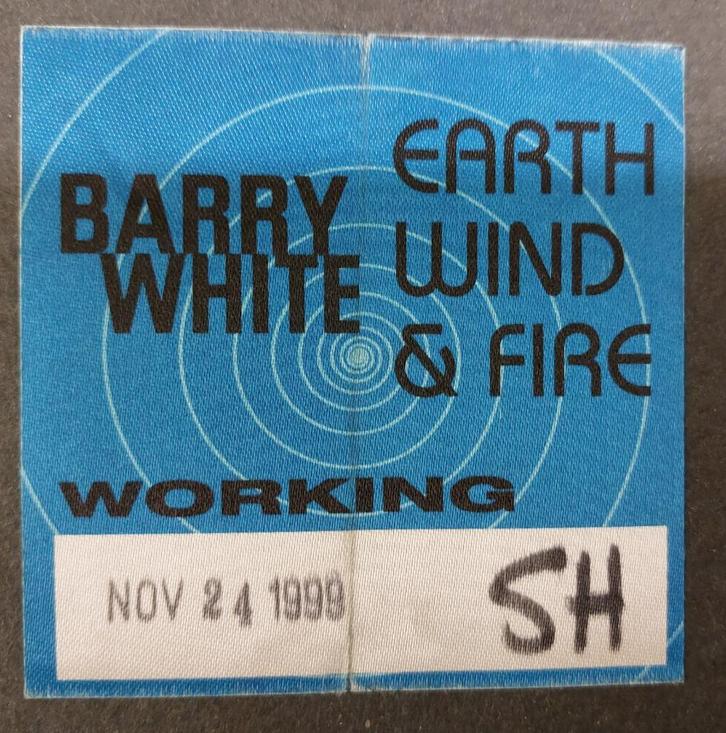 BARRY
WHITE
EARTH
WIND
& FIRE
WORKING
NOV 24 1999
SH